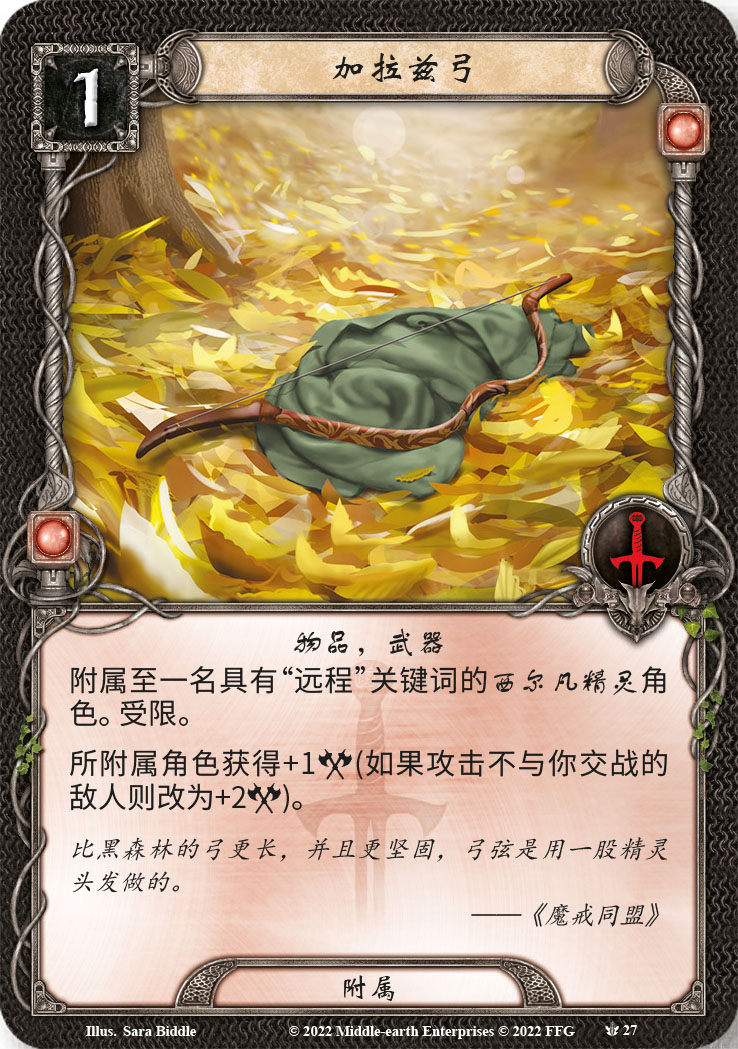 加拉兹弓
1
物品，武器
附属至一名具有“远程”关键词的西尔凡精灵角
色。受限。
所附属角色获得+1(如果攻击不与你交战的
敌人则改为+2)。
比黑森林的弓更长，并且更坚固，弓弦是用一股精灵
头发做的。
——《魔戒同盟》
附属
Illus. Sara Biddle © 2022 Middle-earth Enterprises © 2022 FFG 27